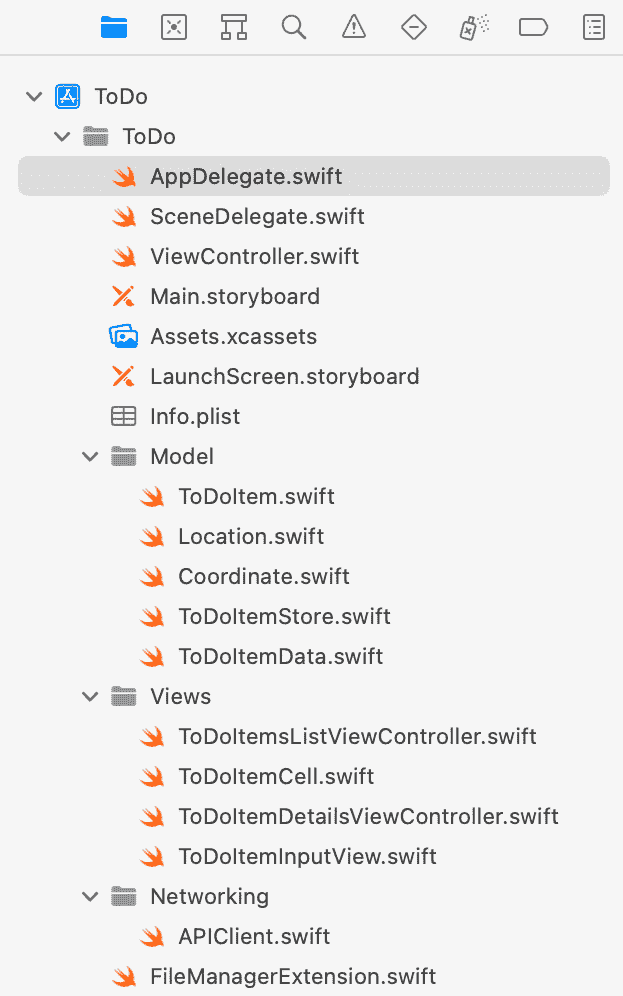 ToDo
ToDo
AppDelegate.swift
SceneDelegate.swift
ViewController.swift
Main.storyboard
Assets.xcassets
LaunchScreen.storyboard
Info.plist
Model
ToDoItem.swift
Location.swift
Coordinate.swift
ToDoItemStore.swift
ToDoItemData.swift
Views
ToDoItemsListViewController.swift
ToDoItemCell.swift
ToDoItemDetailsViewController.swift
ToDoItemInputView.swift
Networking
APIClient.swift
FileManagerExtension.swift